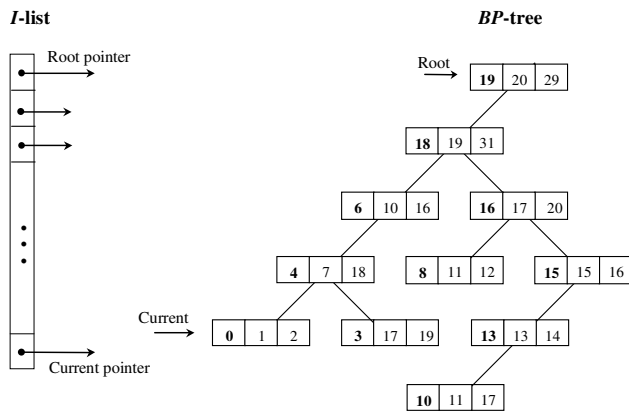 I-list
BP-tree
Root pointer
Root
19 20 29
18 19 31
6 10 16
16 17 20
4 7 18
8 11 12
15 15 16
Current
0 1 2
3 17 19
13 13 14
Current pointer
10 11 17